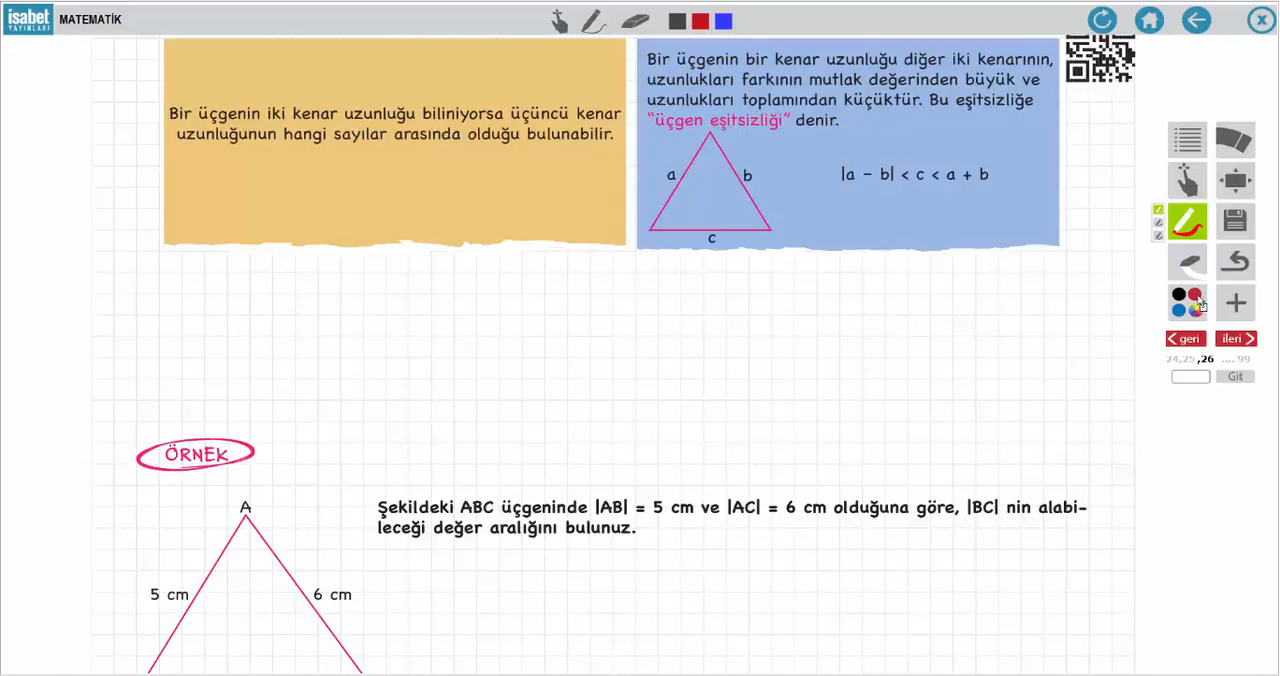 isabet
YAYINLARI
MATEMATİK
Bir üçgenin iki kenar uzunluğu biliniyorsa üçüncü kenar
uzunluğunun hangi sayılar arasında olduğu bulunabilir.
Bir üçgenin bir kenar uzunluğu diğer iki kenarının,
uzunlukları farkının mutlak değerinden büyük ve
uzunlukları toplamından küçüktür. Bu eşitsizliğe
“üçgen eşitsizliği” denir.
a
b
c
|a - b| < c < a + b
geri
ileri
24,25,26 .... 99
Git
ÖRNEK
A
5 cm
6 cm
Şekildeki ABC üçgeninde |AB| = 5 cm ve |AC| = 6 cm olduğuna göre, |BC| nin alabi-
leceği değer aralığını bulunuz.